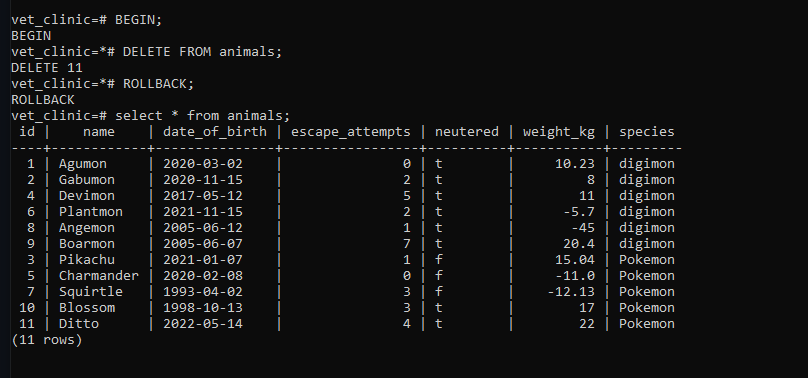 vet_clinic=# BEGIN;
BEGIN
vet_clinic=*# DELETE FROM animals;
DELETE 11
vet_clinic=*# ROLLBACK;
ROLLBACK
vet_clinic=# select * from animals;
 id |    name    | date_of_birth | escape_attempts | neutered | weight_kg | species
----+------------+---------------+-----------------+----------+-----------+---------
  1 | Agumon     | 2020-03-02    |               0 | t        |     10.23 | digimon
  2 | Gabumon    | 2020-11-15    |               2 | t        |         8 | digimon
  4 | Devimon    | 2017-05-12    |               5 | t        |        11 | digimon
  6 | Plantmon   | 2021-11-15    |               2 | t        |      -5.7 | digimon
  8 | Angemon    | 2005-06-12    |               1 | t        |       -45 | digimon
  9 | Boarmon    | 2005-06-07    |               7 | t        |      20.4 | digimon
  3 | Pikachu    | 2021-01-07    |               1 | f        |     15.04 | Pokemon
  5 | Charmander | 2020-02-08    |               0 | f        |     -11.0 | Pokemon
  7 | Squirtle   | 1993-04-02    |               3 | f        |    -12.13 | Pokemon
 10 | Blossom    | 1998-10-13    |               3 | t        |        17 | Pokemon
 11 | Ditto      | 2022-05-14    |               4 | t        |        22 | Pokemon
(11 rows)